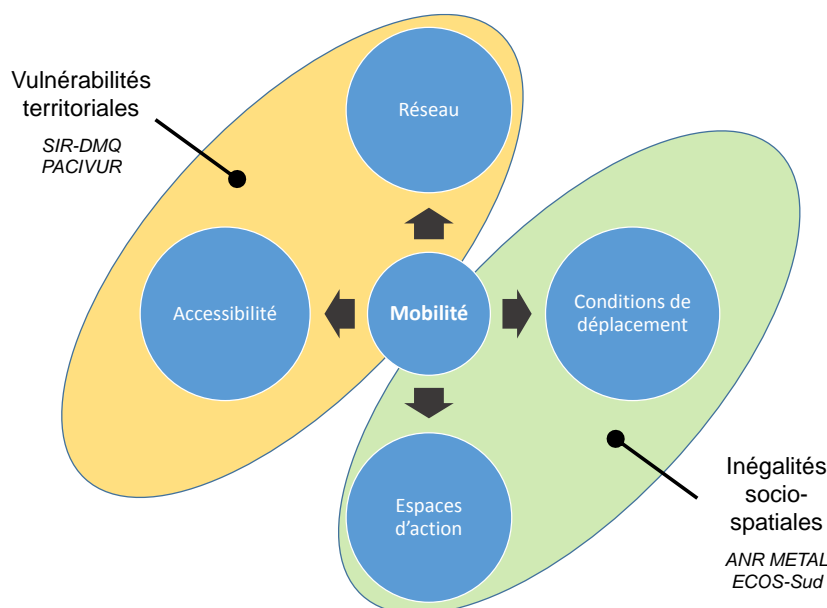 Vulnérabilités
territoriales
SIR-DMQ
PACIVUR
Réseau
Accessibilité
Mobilité
Conditions de
déplacement
Espaces
d'action
Inégalités
socio-
spatiales
ANR METAL
ECOS-Sud